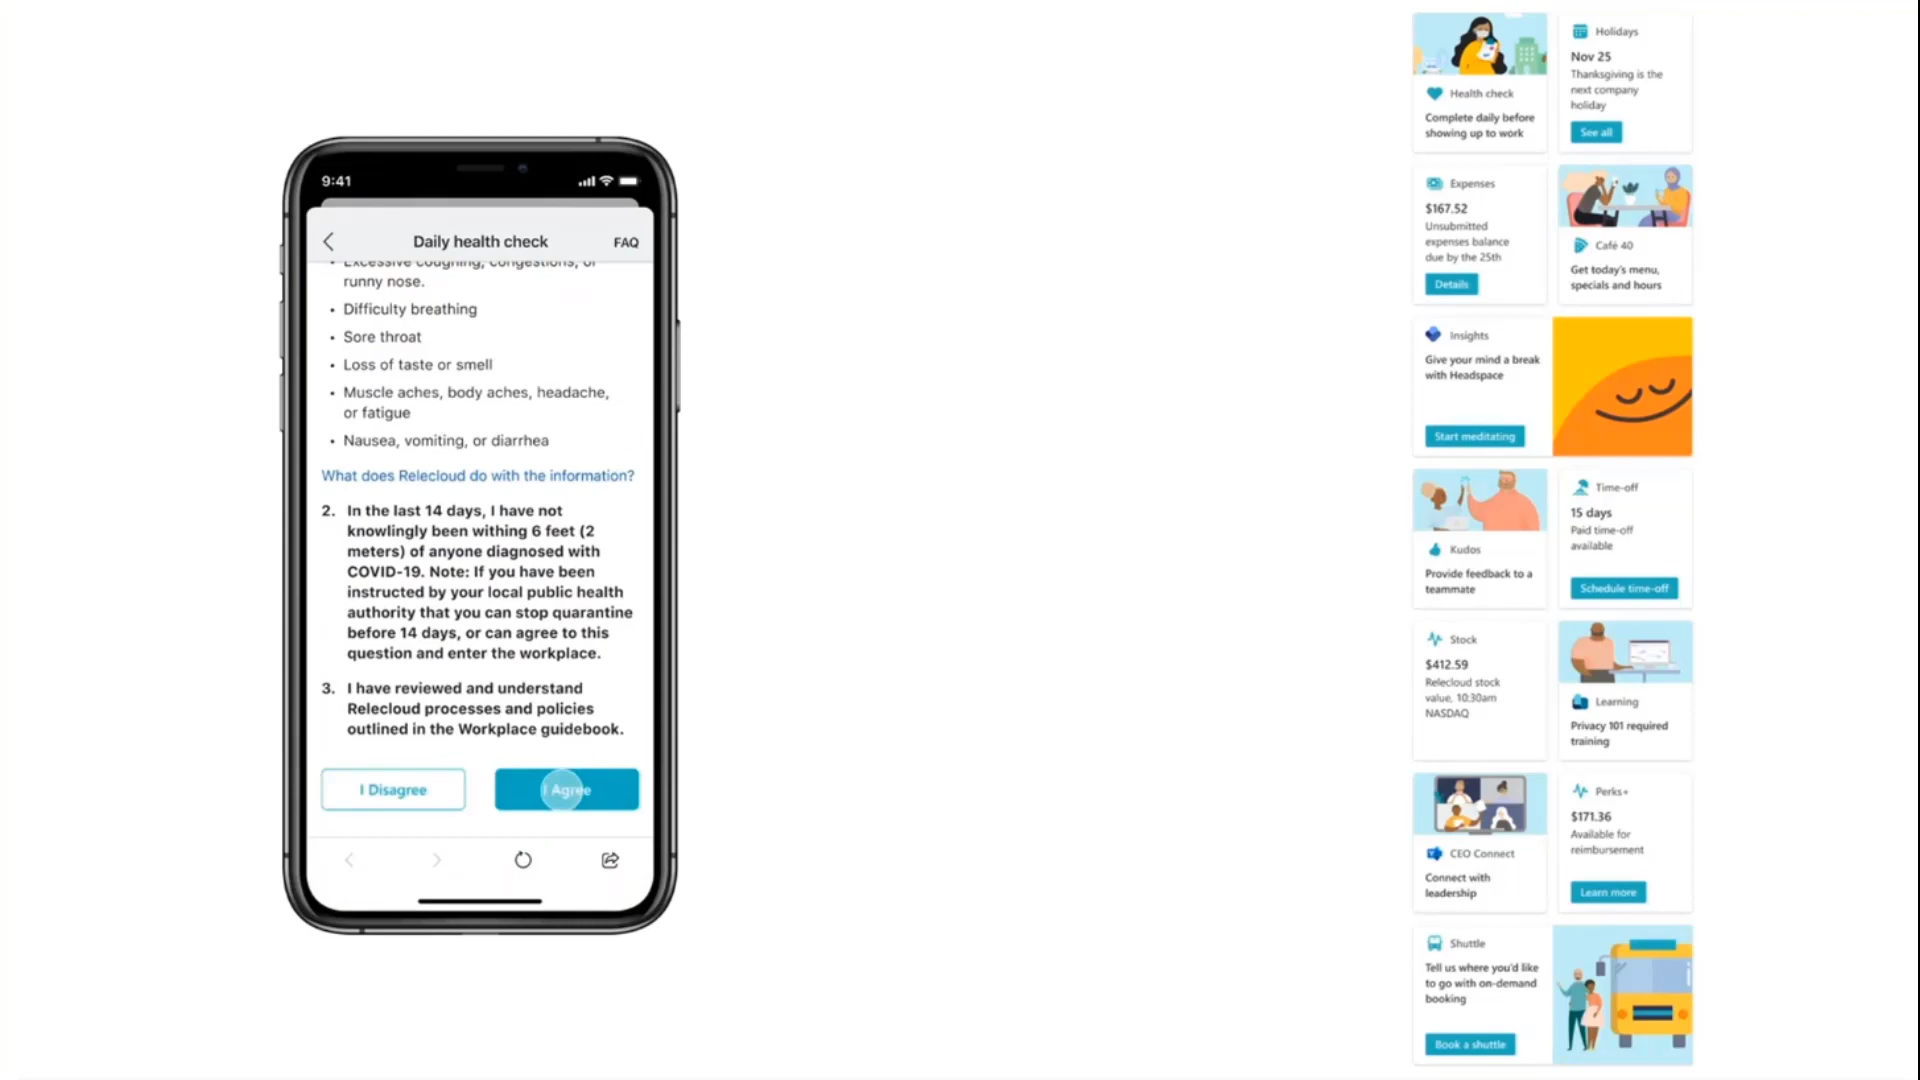 9:41
Daily health check
FAQ
• Excessive coughing, congestions, or
runny nose.
• Difficulty breathing
• Sore throat
• Loss of taste or smell
• Muscle aches, body aches, headache,
or fatigue
• Nausea, vomiting, or diarrhea
What does Relecloud do with the information?
2. In the last 14 days, I have not
knowlingly been withing 6 feet (2
meters) of anyone diagnosed with
COVID-19. Note: If you have been
instructed by your local public health
authority that you can stop quarantine
before 14 days, or can agree to this
question and enter the workplace.
3. I have reviewed and understand
Relecloud processes and policies
outlined in the Workplace guidebook.
I Disagree
I Agree
Health check
Complete daily before
showing up to work
Holidays
Nov 25
Thanksgiving is the
next company
holiday
See all
Expenses
$167.52
Unsubmitted
expenses balance
due by the 25th
Details
Café 40
Get today's menu,
specials and hours
Insights
Give your mind a break
with Headspace
Start meditating
Kudos
Provide feedback to a
teammate
Time-off
15 days
Paid time-off
available
Schedule time-off
Stock
$412.59
Relecloud stock
value, 10:30am
NASDAQ
Learning
Privacy 101 required
training
CEO Connect
Connect with
leadership
Perks+
$171.36
Available for
reimbursement
Learn more
Shuttle
Tell us where you'd like
to go with on-demand
booking
Book a shuttle